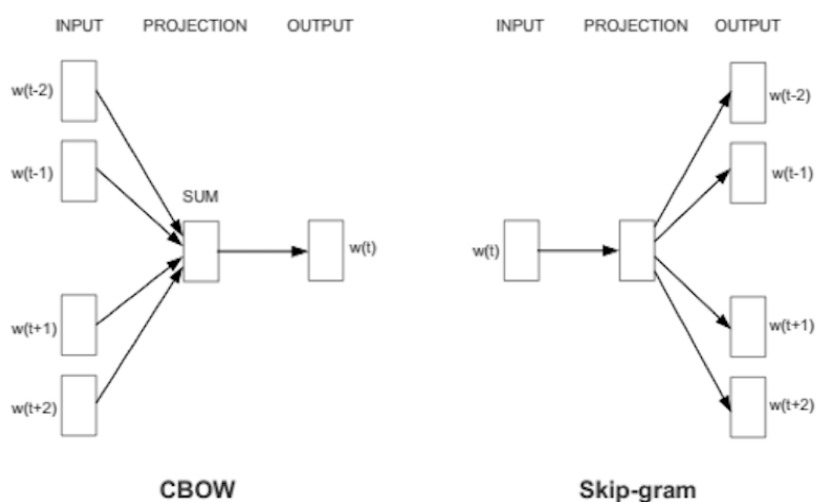 INPUT PROJECTION OUTPUT
w(t-2)
w(t-1)
SUM
w(t)
w(t+1)
w(t+2)
CBOW
INPUT PROJECTION OUTPUT
w(t-2)
w(t-1)
w(t)
w(t+1)
w(t+2)
Skip-gram